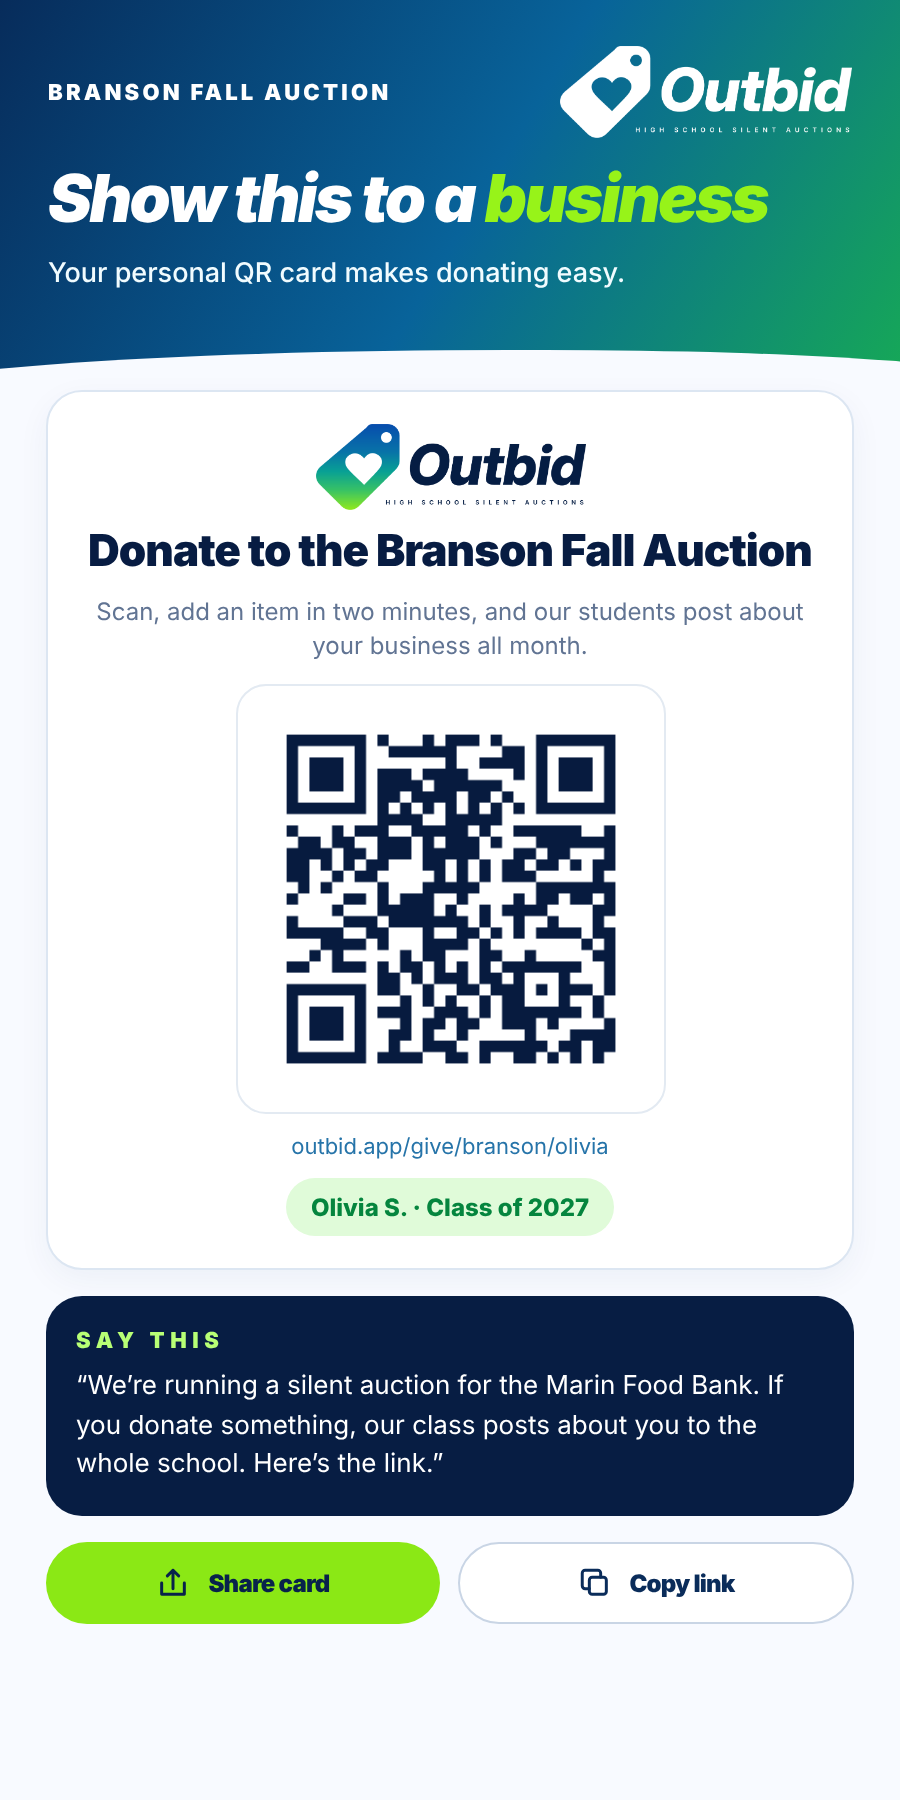 BRANSON FALL AUCTION
Outbid
HIGH SCHOOL SILENT AUCTIONS
Show this to a business
Your personal QR card makes donating easy.
Outbid
HIGH SCHOOL SILENT AUCTIONS
Donate to the Branson Fall Auction
Scan, add an item in two minutes, and our students post about
your business all month.
outbid.app/give/branson/olivia
Olivia S. · Class of 2027
SAY THIS
“We’re running a silent auction for the Marin Food Bank. If
you donate something, our class posts about you to the
whole school. Here’s the link.”
Share card
Copy link